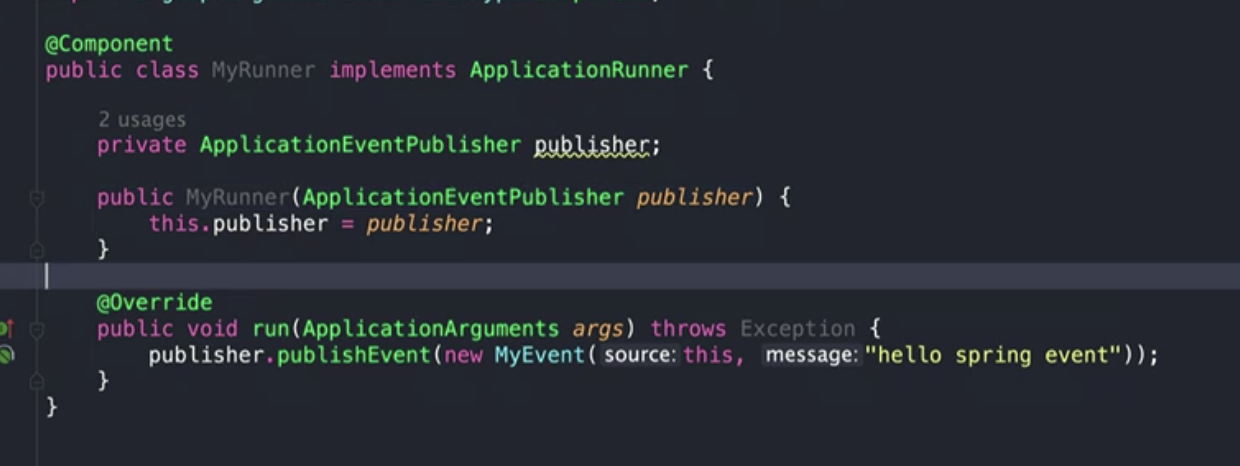 @Component
public class MyRunner implements ApplicationRunner {
2 usages
private ApplicationEventPublisher publisher;
public MyRunner(ApplicationEventPublisher publisher) {
this.publisher = publisher;
}
@Override
public void run(ApplicationArguments args) throws Exception {
publisher.publishEvent(new MyEvent( source: this, message: "hello spring event"));
}
}